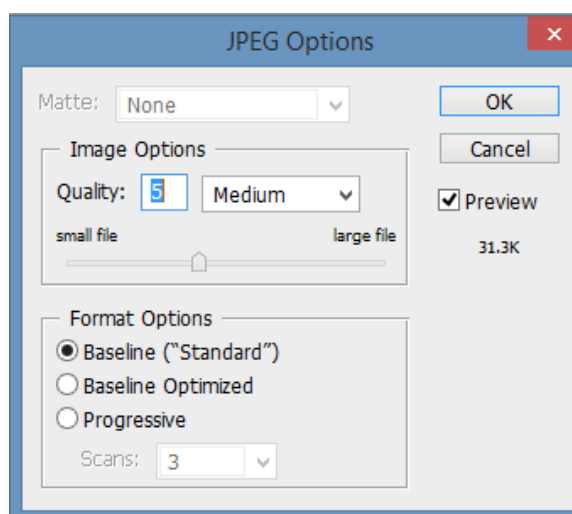 JPEG Options
Matte: None
OK
Image Options
Cancel
Quality: 5 Medium
Preview
small file large file
31.3K
Format Options
Baseline (“Standard”)
Baseline Optimized
Progressive
Scans: 3